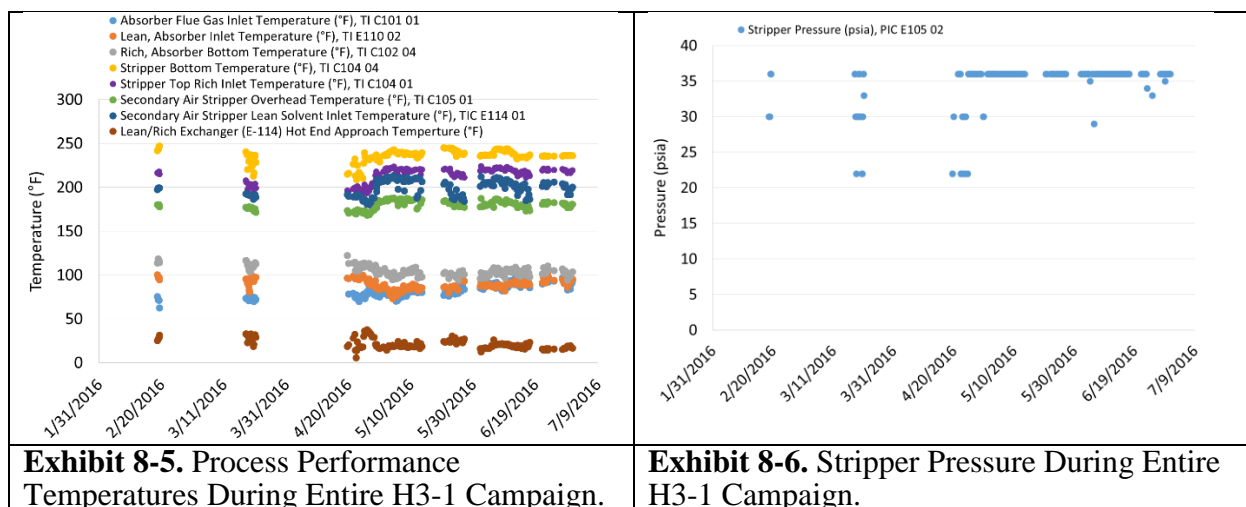 Absorber Flue Gas Inlet Temperature (°F), TI C101 01
Lean, Absorber Inlet Temperature (°F), TI E110 02
Rich, Absorber Bottom Temperature (°F), TI C102 04
Stripper Bottom Temperature (°F), TI C104 04
Stripper Top Rich Inlet Temperature (°F), TI C104 01
Secondary Air Stripper Overhead Temperature (°F), TI C105 01
Secondary Air Stripper Lean Solvent Inlet Temperature (°F), TIC E114 01
Lean/Rich Exchanger (E-114) Hot End Approach Temperture (°F)
Temperature (°F)
300
250
200
150
100
50
0
1/31/2016
2/20/2016
3/11/2016
3/31/2016
4/20/2016
5/10/2016
5/30/2016
6/19/2016
7/9/2016
Exhibit 8-5. Process Performance
Temperatures During Entire H3-1 Campaign.
Stripper Pressure (psia), PIC E105 02
Pressure (psia)
40
35
30
25
20
15
10
5
0
1/31/2016
2/20/2016
3/11/2016
3/31/2016
4/20/2016
5/10/2016
5/30/2016
6/19/2016
7/9/2016
Exhibit 8-6. Stripper Pressure During Entire
H3-1 Campaign.